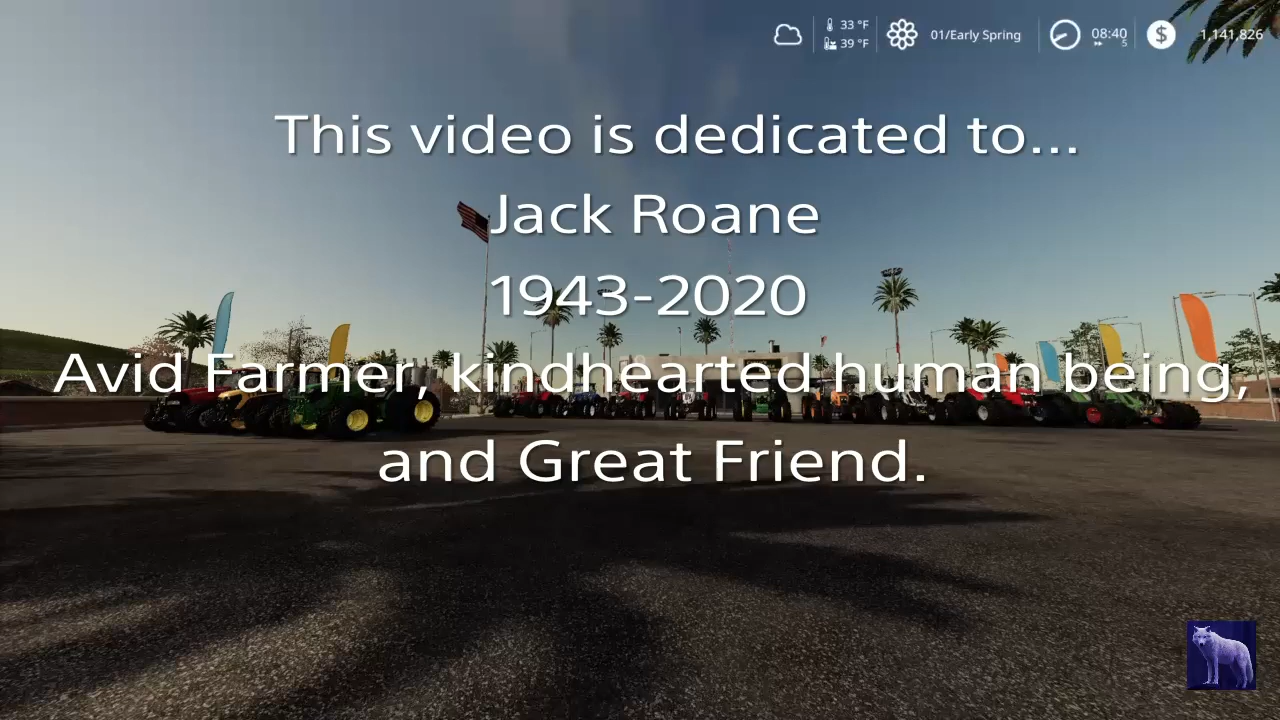 33 °F
39 °F
01/Early Spring
08:40
5
1,141,826
This video is dedicated to...
Jack Roane
1943-2020
Avid Farmer, kindhearted human being,
and Great Friend.